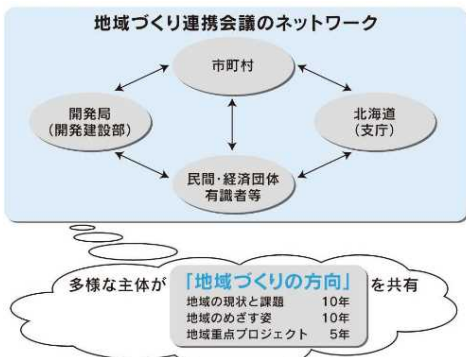 地域づくり連携会議のネットワーク
市町村
開発局
(開発建設部)
北海道
(支庁)
民間・経済団体
有識者等
多様な主体が「地域づくりの方向」を共有
地域の現状と課題 10年
地域のめざす姿 10年
地域重点プロジェクト 5年